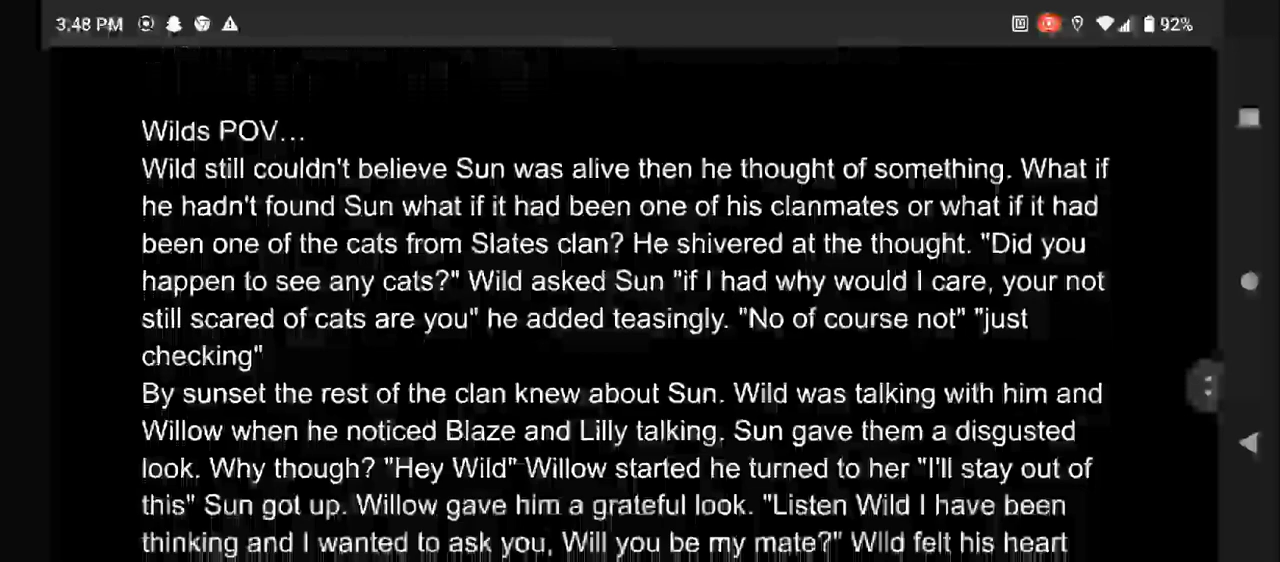 3:48 PM 92%
Wilds POV...
Wild still couldn't believe Sun was alive then he thought of something. What if
he hadn't found Sun what if it had been one of his clanmates or what if it had
been one of the cats from Slates clan? He shivered at the thought. "Did you
happen to see any cats?" Wild asked Sun "if I had why would I care, your not
still scared of cats are you" he added teasingly. "No of course not" "just
checking"
By sunset the rest of the clan knew about Sun. Wild was talking with him and
Willow when he noticed Blaze and Lilly talking. Sun gave them a disgusted
look. Why though? "Hey Wild" Willow started he turned to her "I'll stay out of
this" Sun got up. Willow gave him a grateful look. "Listen Wild I have been
thinking and I wanted to ask you, Will you be my mate?" WIld felt his heart